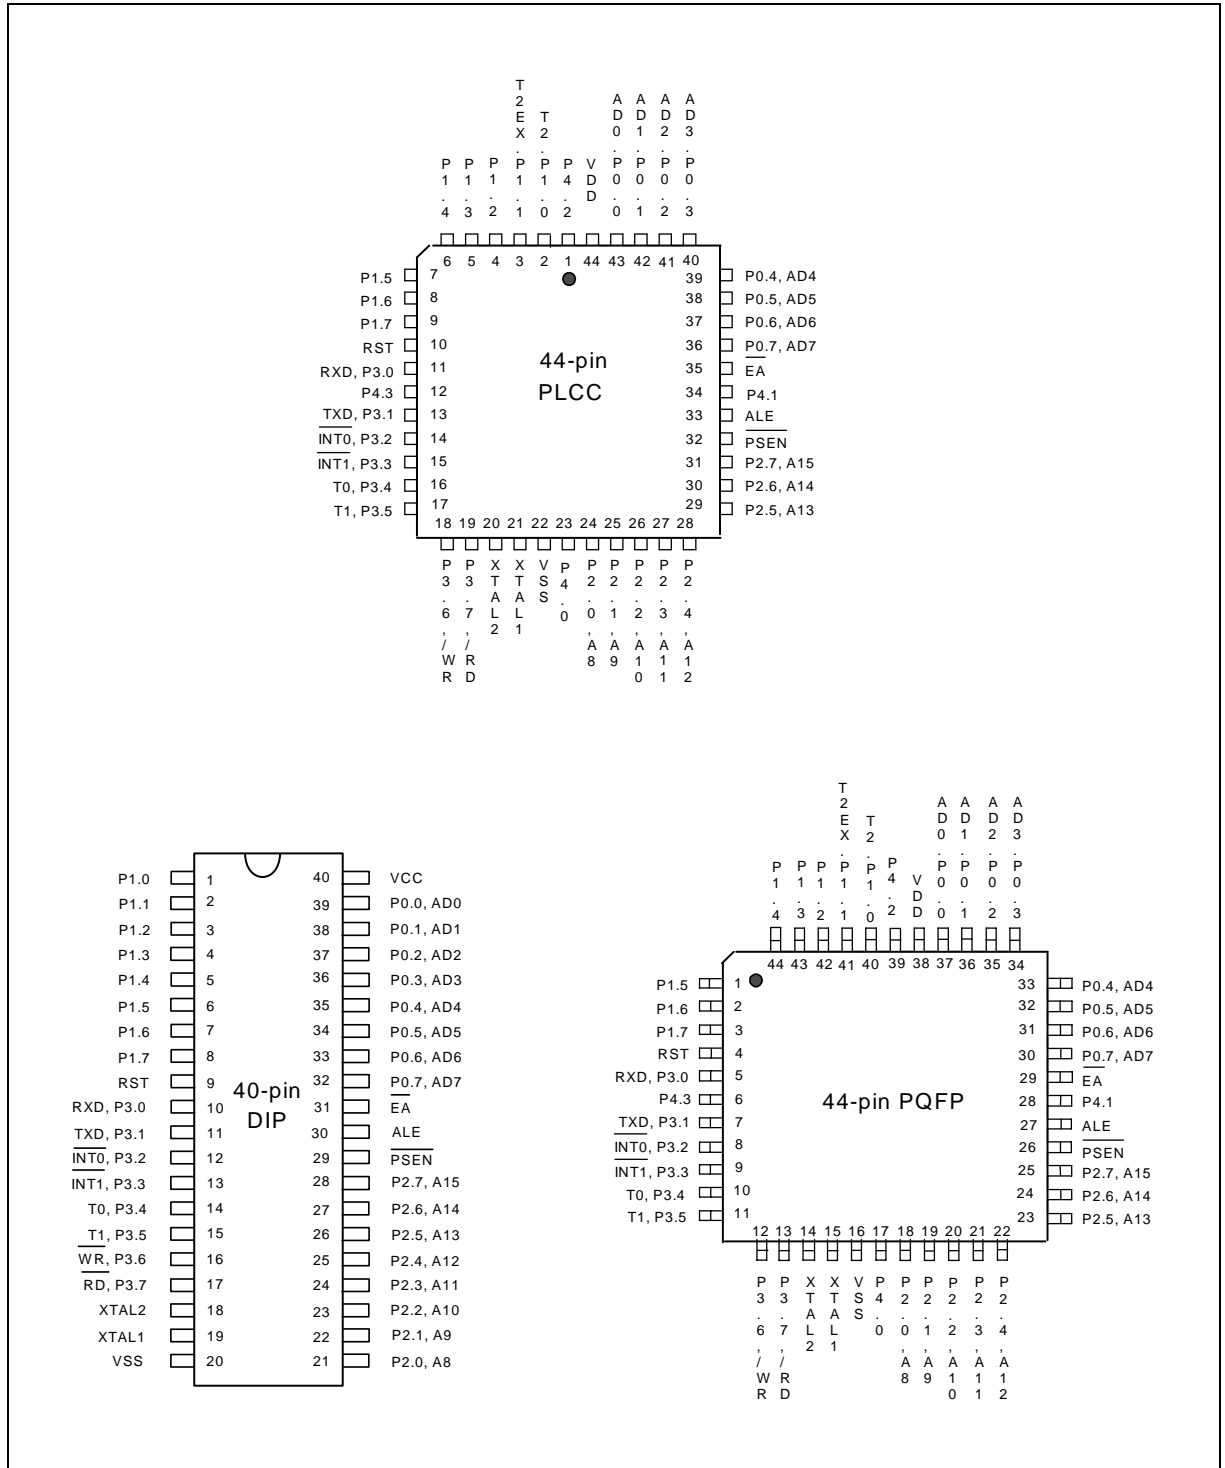 P1.4
P1.3
P1.2
T2EX.P1.1
T2.P1.0
P4.2
VDD
AD0.P0.0
AD1.P0.1
AD2.P0.2
AD3.P0.3
6 5 4 3 2 1 44 43 42 41 40
P1.5 7
P1.6 8
P1.7 9
RST 10
RXD, P3.0 11
P4.3 12
TXD, P3.1 13
INT0, P3.2 14
INT1, P3.3 15
T0, P3.4 16
T1, P3.5 17
44-pin
PLCC
39 P0.4, AD4
38 P0.5, AD5
37 P0.6, AD6
36 P0.7, AD7
35 EA
34 P4.1
33 ALE
32 PSEN
31 P2.7, A15
30 P2.6, A14
29 P2.5, A13
18 19 20 21 22 23 24 25 26 27 28
P3.6,/WR
P3.7,/RD
XTAL2
XTAL1
VSS
P4.0
P2.0,A8
P2.1,A9
P2.2,A10
P2.3,A11
P2.4,A12
P1.0 1
P1.1 2
P1.2 3
P1.3 4
P1.4 5
P1.5 6
P1.6 7
P1.7 8
RST 9
RXD, P3.0 10
TXD, P3.1 11
INT0, P3.2 12
INT1, P3.3 13
T0, P3.4 14
T1, P3.5 15
WR, P3.6 16
RD, P3.7 17
XTAL2 18
XTAL1 19
VSS 20
40-pin
DIP
40 VCC
39 P0.0, AD0
38 P0.1, AD1
37 P0.2, AD2
36 P0.3, AD3
35 P0.4, AD4
34 P0.5, AD5
33 P0.6, AD6
32 P0.7, AD7
31 EA
30 ALE
29 PSEN
28 P2.7, A15
27 P2.6, A14
26 P2.5, A13
25 P2.4, A12
24 P2.3, A11
23 P2.2, A10
22 P2.1, A9
21 P2.0, A8
P1.4
P1.3
P1.2
T2EX.P1.1
T2.P1.0
P4.2
VDD
AD0.P0.0
AD1.P0.1
AD2.P0.2
AD3.P0.3
44 43 42 41 40 39 38 37 36 35 34
P1.5 1
P1.6 2
P1.7 3
RST 4
RXD, P3.0 5
P4.3 6
TXD, P3.1 7
INT0, P3.2 8
INT1, P3.3 9
T0, P3.4 10
T1, P3.5 11
44-pin PQFP
33 P0.4, AD4
32 P0.5, AD5
31 P0.6, AD6
30 P0.7, AD7
29 EA
28 P4.1
27 ALE
26 PSEN
25 P2.7, A15
24 P2.6, A14
23 P2.5, A13
12 13 14 15 16 17 18 19 20 21 22
P3.6,/WR
P3.7,/RD
XTAL2
XTAL1
VSS
P4.0
P2.0,A8
P2.1,A9
P2.2,A10
P2.3,A11
P2.4,A12